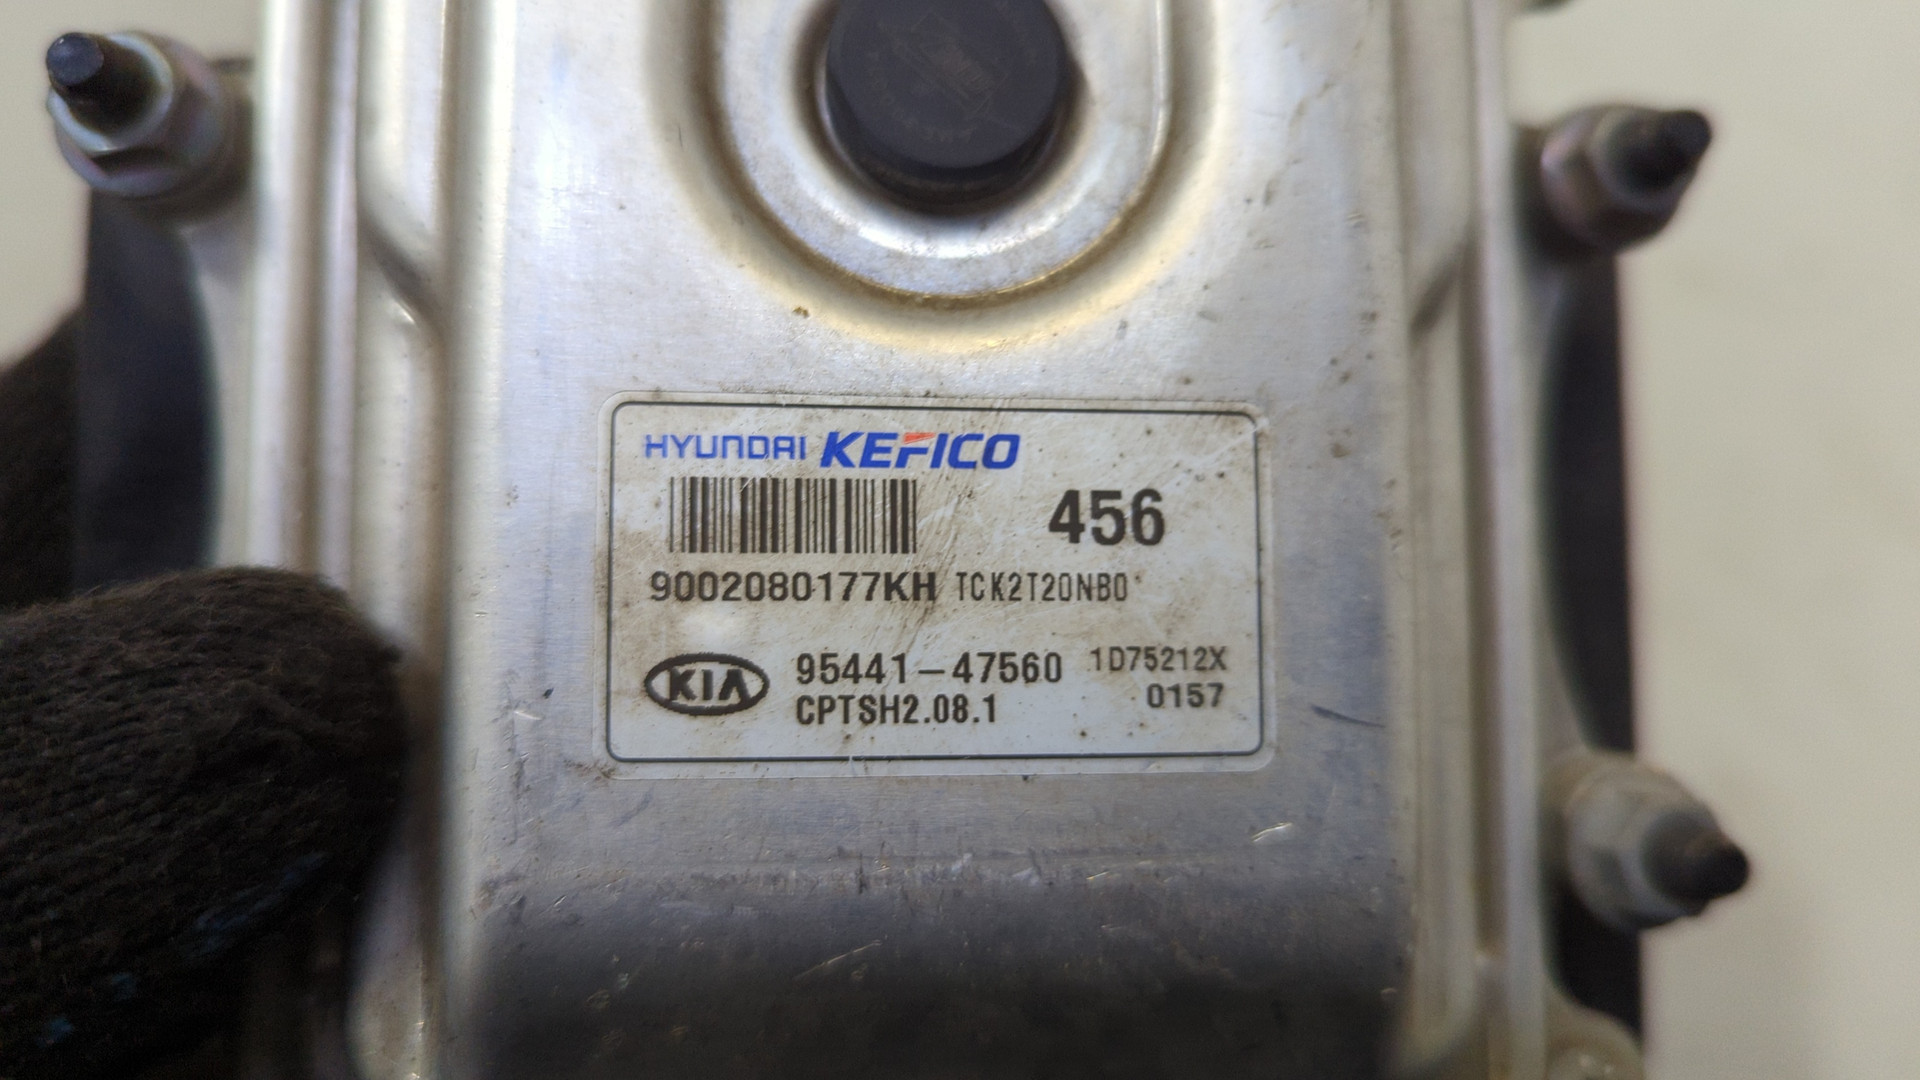 HYUNDAI KEFICO
456
9002080177KH TCK2T20NB0
KIA 95441-47560 1D75212X
CPTSH2.08.1 0157